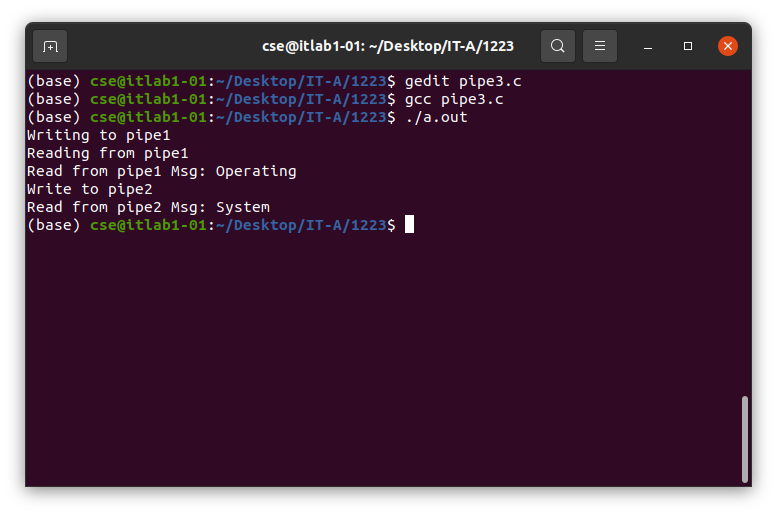 cse@itlab1-01: ~/Desktop/IT-A/1223
(base) cse@itlab1-01:~/Desktop/IT-A/1223$ gedit pipe3.c
(base) cse@itlab1-01:~/Desktop/IT-A/1223$ gcc pipe3.c
(base) cse@itlab1-01:~/Desktop/IT-A/1223$ ./a.out
Writing to pipe1
Reading from pipe1
Read from pipe1 Msg: Operating
Write to pipe2
Read from pipe2 Msg: System
(base) cse@itlab1-01:~/Desktop/IT-A/1223$